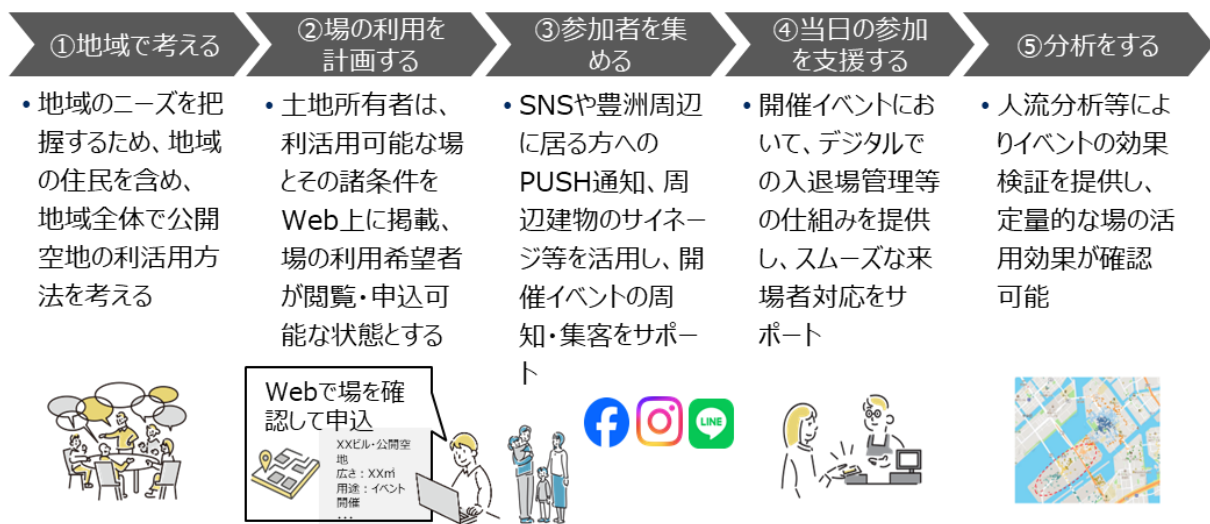 ①地域で考える
②場の利用を
計画する
③参加者を集
める
④当日の参加
を支援する
⑤分析をする
• 地域のニーズを把
握するため、地域
の住民を含め、
地域全体で公開
空地の利活用方
法を考える
• 土地所有者は、
利活用可能な場
とその諸条件を
Web上に掲載、
場の利用希望者
が閲覧・申込可
能な状態とする
• SNSや豊洲周辺
に居る方への
PUSH通知、周
辺建物のサイネー
ジ等を活用し、開
催イベントの周
知・集客をサポー
ト
• 開催イベントにお
いて、デジタルで
の入退場管理等
の仕組みを提供
し、スムーズな来
場者対応をサ
ポート
• 人流分析等によ
りイベントの効果
検証を提供し、
定量的な場の活
用効果が確認
可能
Webで場を確
認して申込
XXビル・公開空
地
広さ：XX㎡
用途：イベント
開催
...
LINE